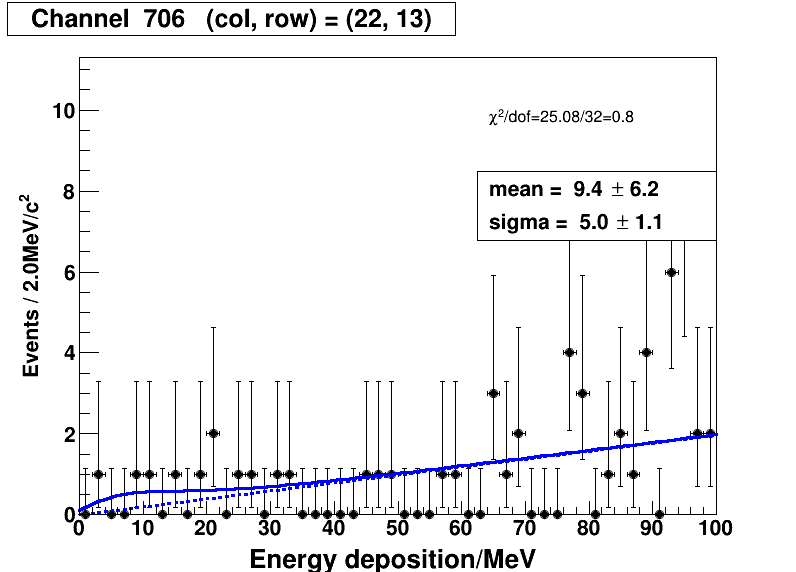 Channel 706 (col, row) = (22, 13)
χ²/dof=25.08/32=0.8
mean = 9.4 ± 6.2
sigma = 5.0 ± 1.1
Events / 2.0MeV/c²
10
8
6
4
2
0
0 10 20 30 40 50 60 70 80 90 100
Energy deposition/MeV